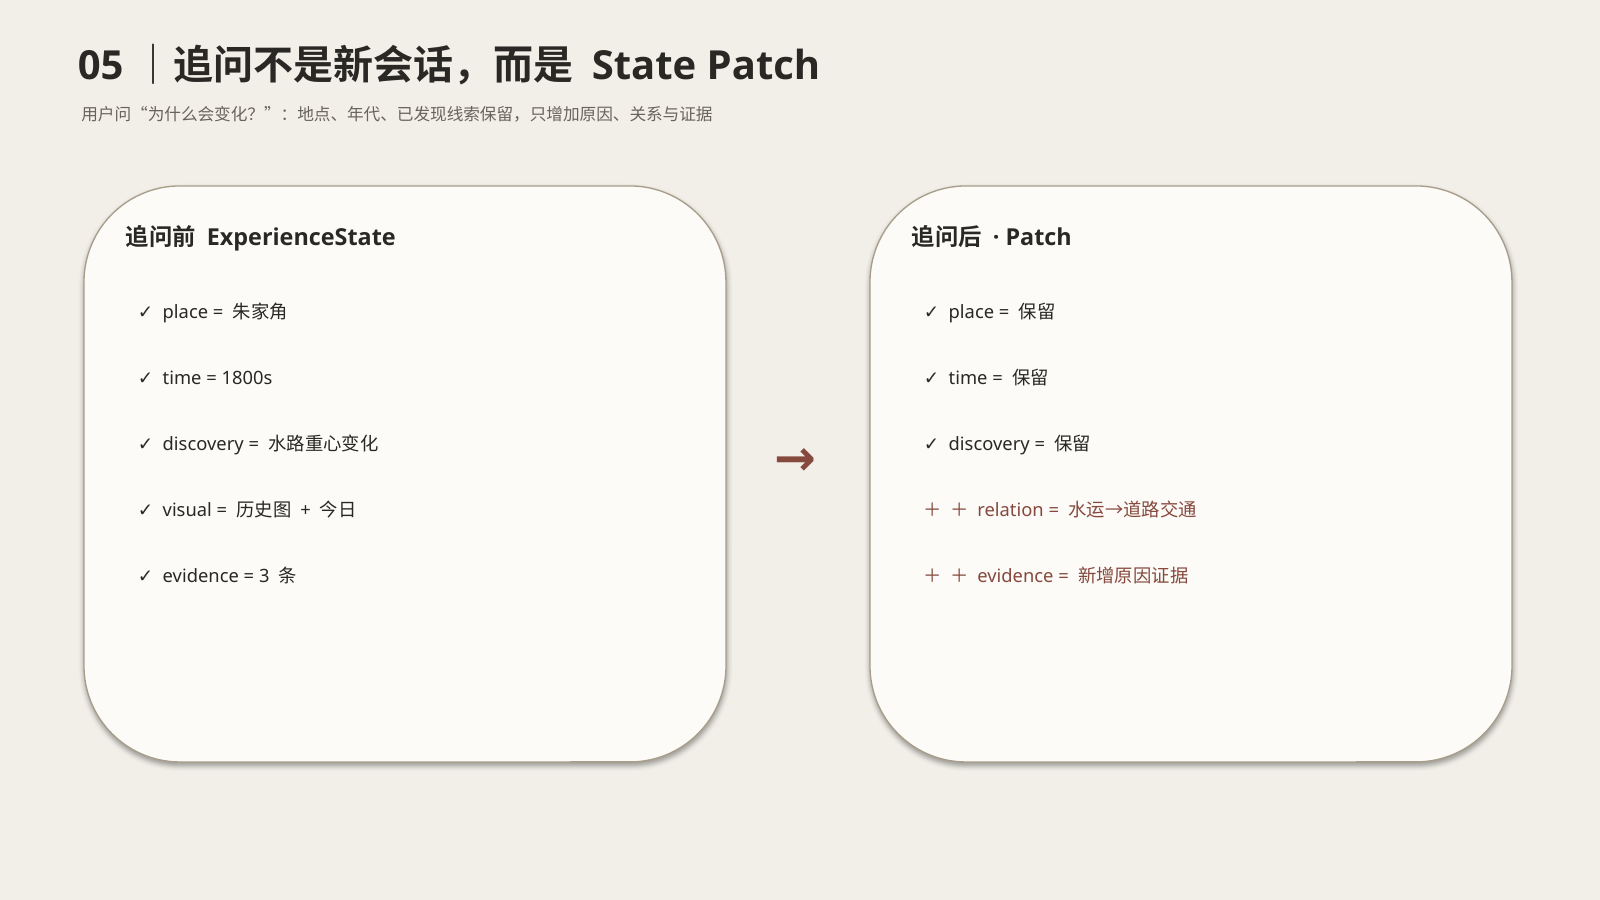 05 ｜追问不是新会话，而是 State Patch
用户问“为什么会变化？”：地点、年代、已发现线索保留，只增加原因、关系与证据
追问前 ExperienceState
✓ place = 朱家角
✓ time = 1800s
✓ discovery = 水路重心变化
✓ visual = 历史图 + 今日
✓ evidence = 3 条
→
追问后 · Patch
✓ place = 保留
✓ time = 保留
✓ discovery = 保留
＋ ＋ relation = 水运→道路交通
＋ ＋ evidence = 新增原因证据